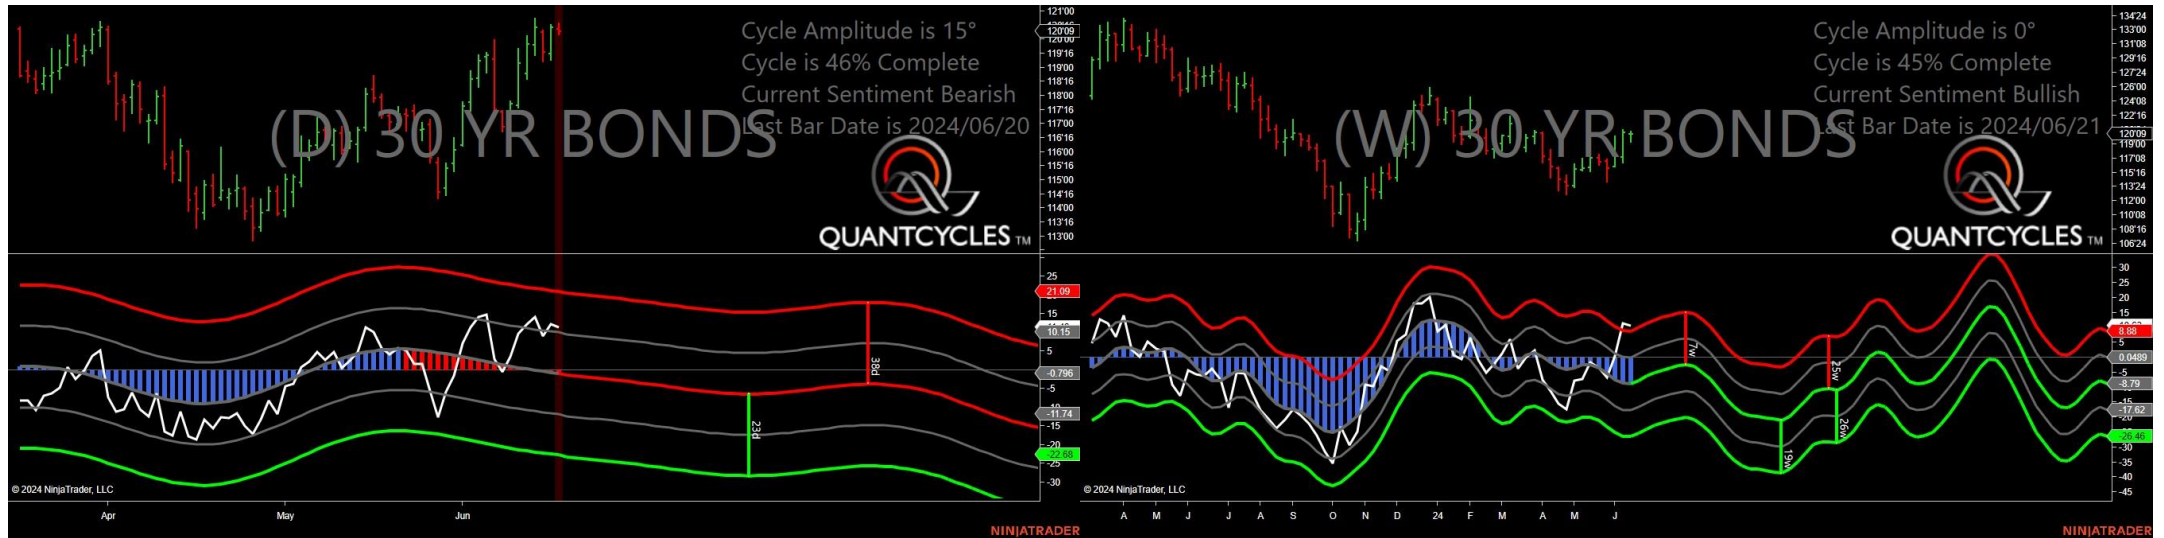 Cycle Amplitude is 15°
Cycle is 46% Complete
Current Sentiment Bearish
Last Bar Date is 2024/06/20
(D) 30 YR BONDS
QUANTCYCLES TM
121'00
120'09
120'00
119'16
119'00
118'16
118'00
117'16
117'00
116'16
116'00
115'16
115'00
114'16
114'00
113'16
113'00
25
21.09
15
10.15
5
-0.796
-5
-11.74
-15
-20
-22.68
-25
-30
38d
23d
© 2024 NinjaTrader, LLC
Apr May Jun
NINJATRADER
Cycle Amplitude is 0°
Cycle is 45% Complete
Current Sentiment Bullish
Last Bar Date is 2024/06/21
(W) 30 YR BONDS
QUANTCYCLES TM
134'24
133'00
131'08
129'16
127'24
126'00
124'08
122'16
120'09
119'00
117'08
115'16
113'24
112'00
110'08
108'16
106'24
30
25
20
15
8.88
5
0.0489
-5
-8.79
-15
-17.62
-20
-26.46
-30
-35
-40
-45
7w
25w
26w
19w
© 2024 NinjaTrader, LLC
A M J J A S O N D 24 F M A M J
NINJATRADER